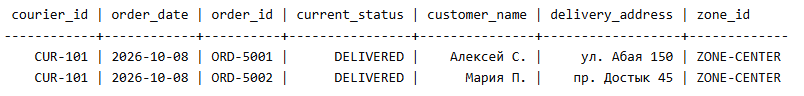 courier_id | order_date | order_id | current_status | customer_name | delivery_address | zone_id
------------+------------+----------+----------------+---------------+------------------+-------------
CUR-101 | 2026-10-08 | ORD-5001 | DELIVERED | Алексей С. | ул. Абая 150 | ZONE-CENTER
CUR-101 | 2026-10-08 | ORD-5002 | DELIVERED | Мария П. | пр. Достык 45 | ZONE-CENTER